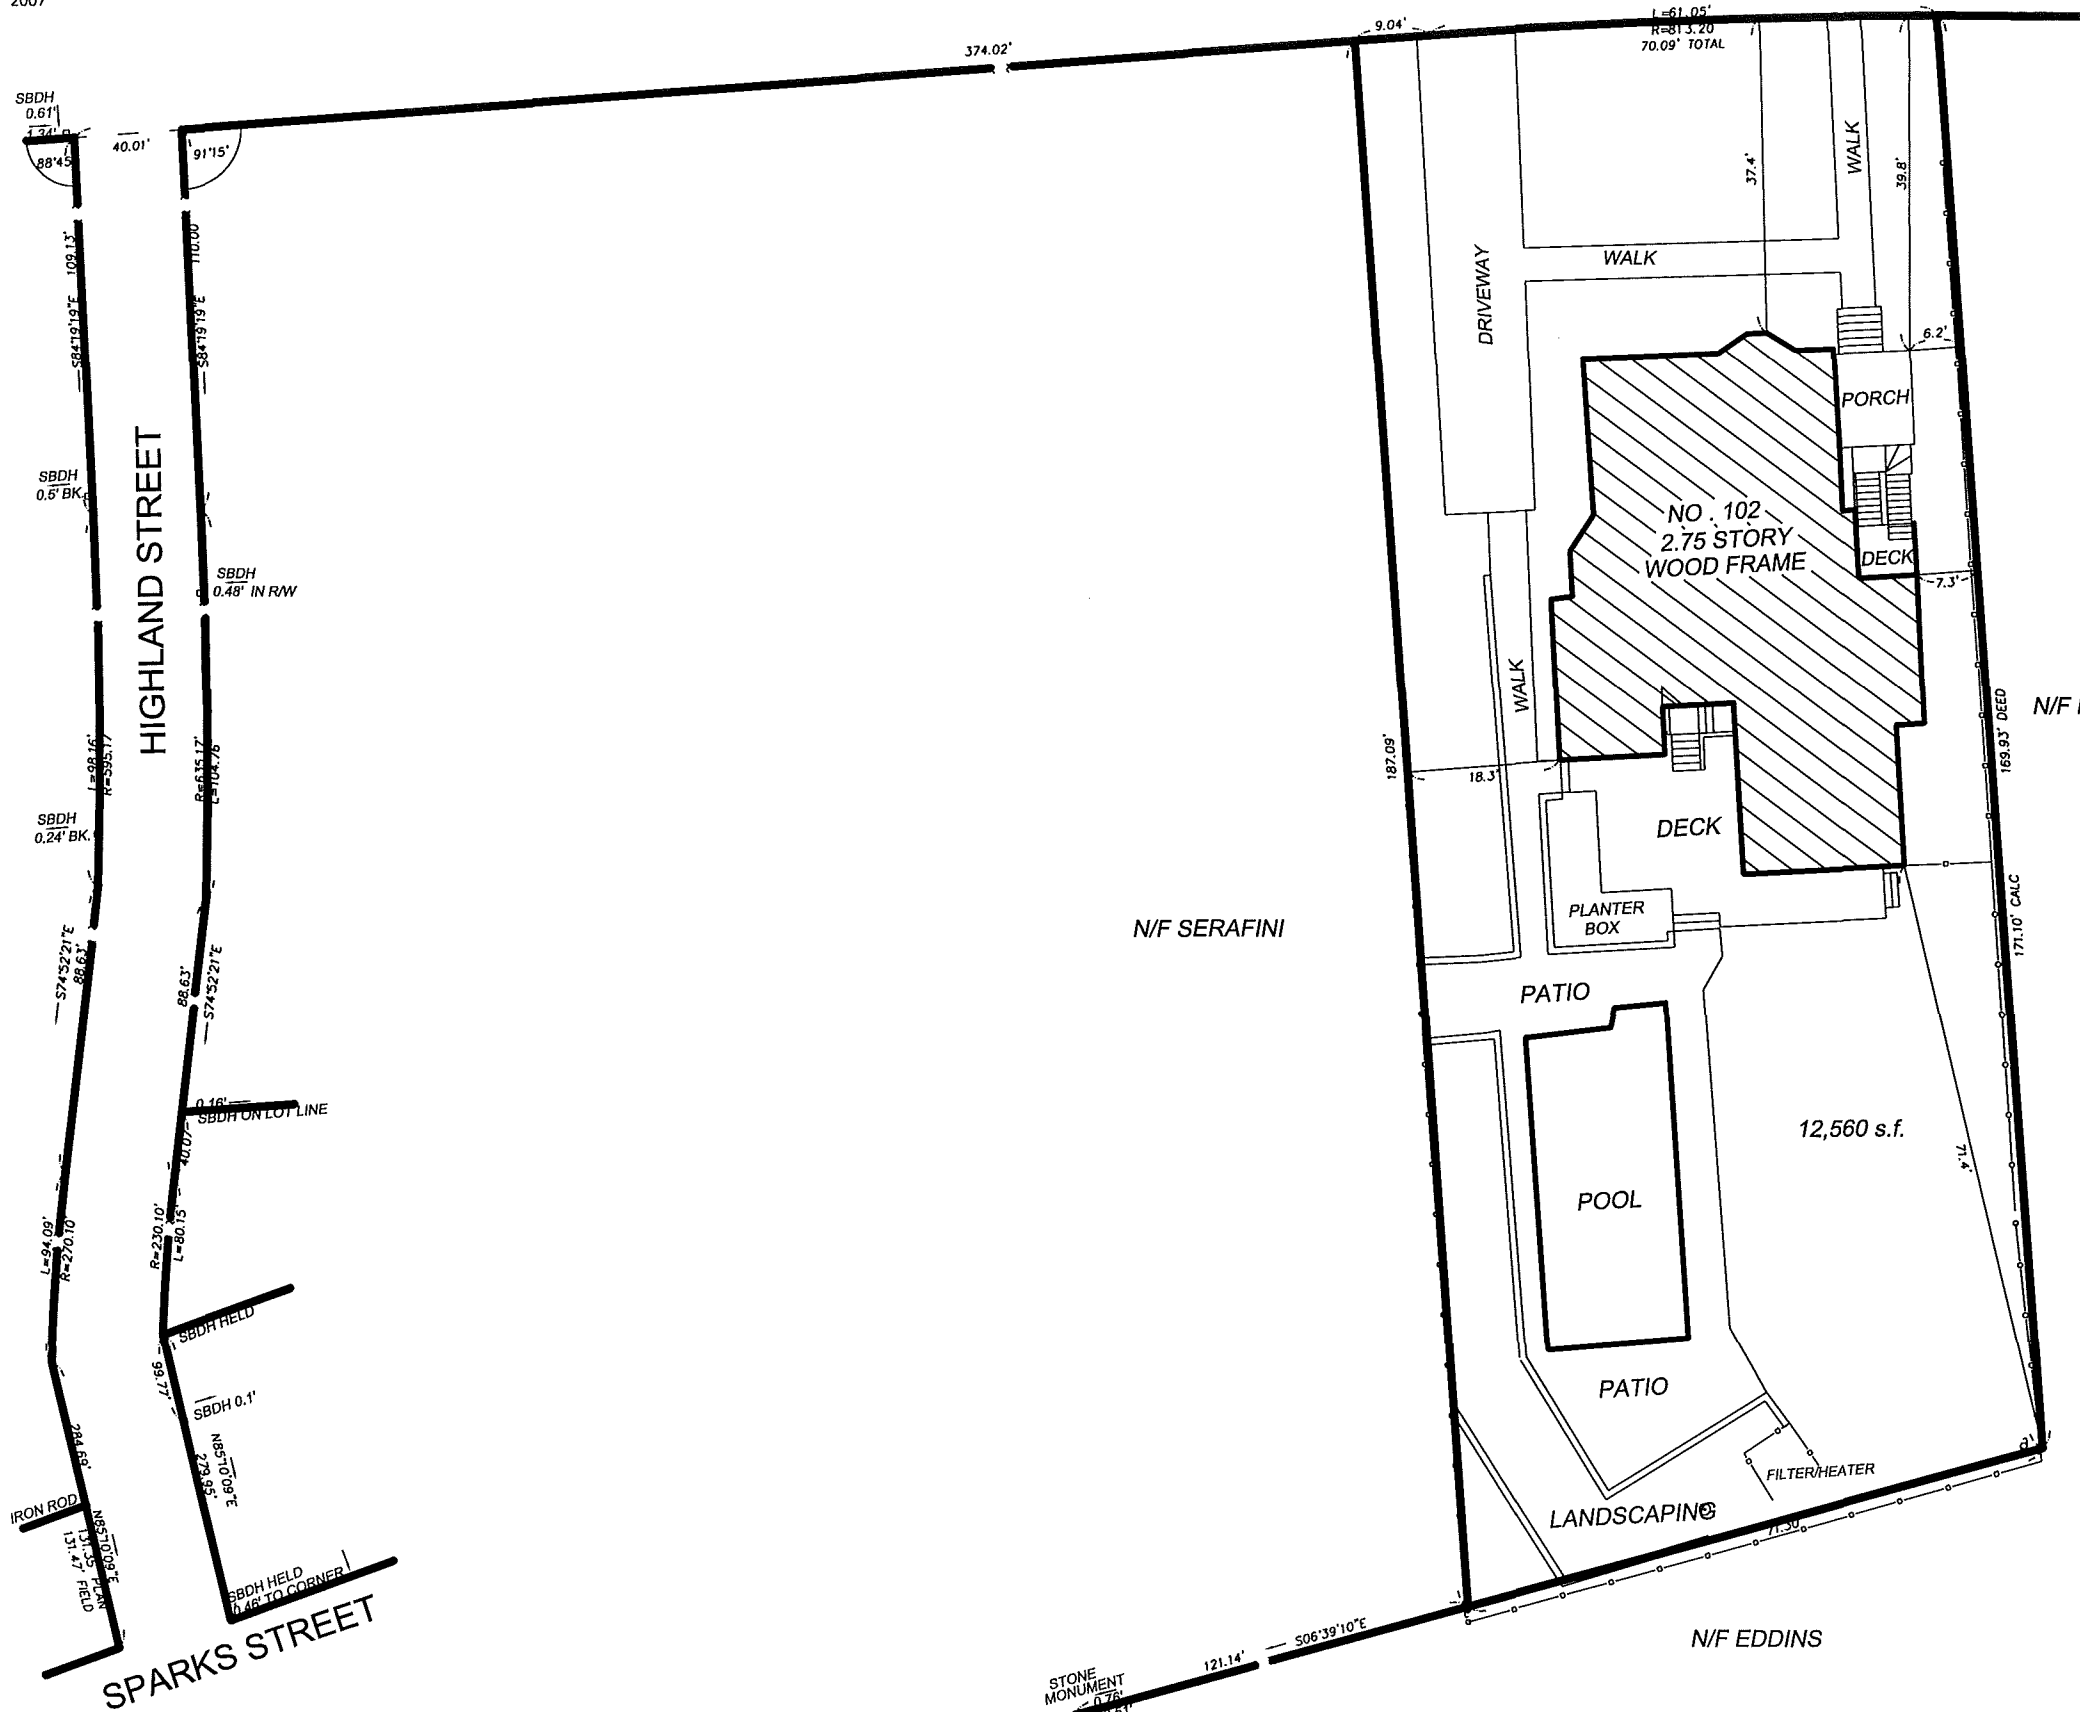 2007
9.04'
L=61.05'
R=813.20
70.09' TOTAL
374.02'
SBDH
0.61'
1.34'
88°45'
40.01'
91°15'
109.13'
S84°19'19"E
110.00'
S84°19'19"E
SBDH
0.5' BK.
HIGHLAND STREET
SBDH
0.48' IN R/W
L=98.16'
R=595.17'
R=635.17'
L=104.76'
SBDH
0.24' BK.
S74°52'21"E
88.63'
88.63'
S74°52'21"E
0.16'
SBDH ON LOT LINE
40.07'
L=94.09'
R=270.10'
R=230.10'
L=80.15'
SBDH HELD
99.77'
SBDH 0.1'
284.69'
N85°10'09"E
279.95'
IRON ROD
N85°10'09"E
131.35' PLAN
131.47' FIELD
SBDH HELD
0.46' TO CORNER
SPARKS STREET
WALK
37.4'
39.8'
DRIVEWAY
WALK
6.2'
PORCH
NO . 102
2.75 STORY
WOOD FRAME
DECK
7.3'
WALK
187.09'
18.3'
169.93' DEED
N/F
DECK
171.10' CALC
PLANTER
BOX
N/F SERAFINI
PATIO
12,560 s.f.
71.4'
POOL
PATIO
FILTER/HEATER
LANDSCAPING
71.50'
N/F EDDINS
S06°39'10"E
121.14'
STONE
MONUMENT
0.76'